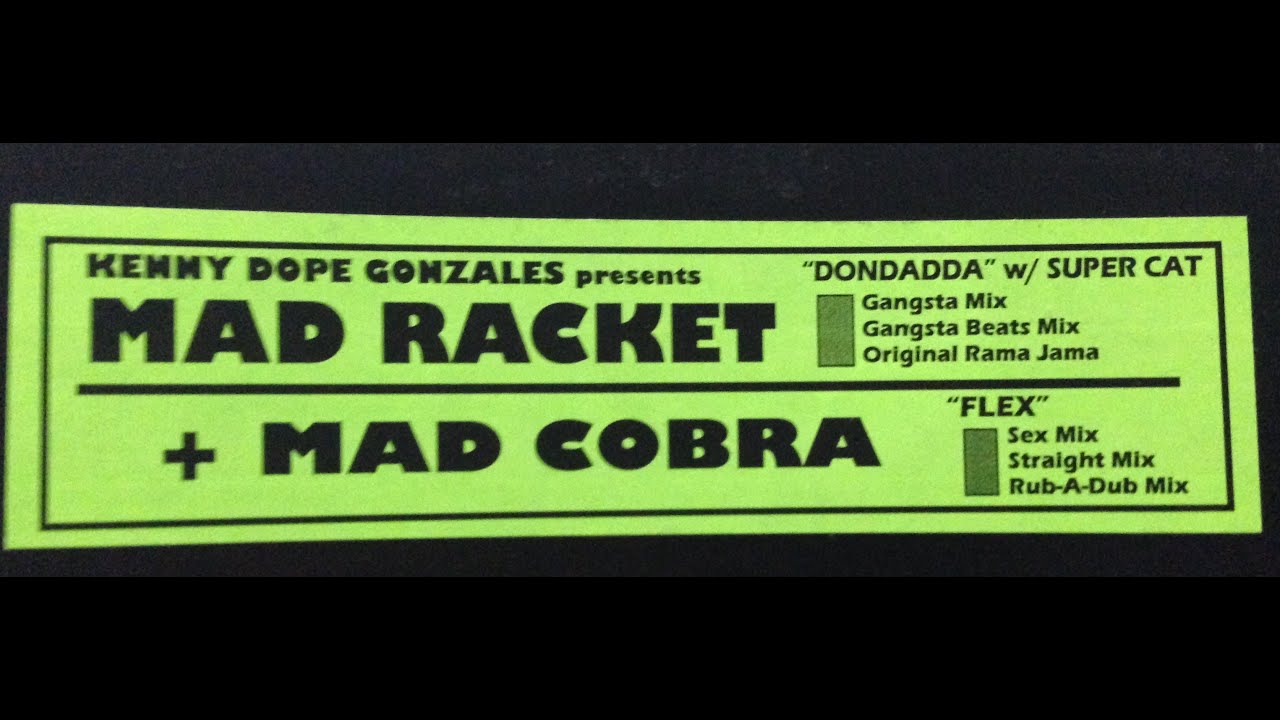 KENNY DOPE GONZALES presents
MAD RACKET
"DONDADDA" w/ SUPER CAT
Gangsta Mix
Gangsta Beats Mix
Original Rama Jama
+ MAD COBRA
"FLEX"
Sex Mix
Straight Mix
Rub-A-Dub Mix